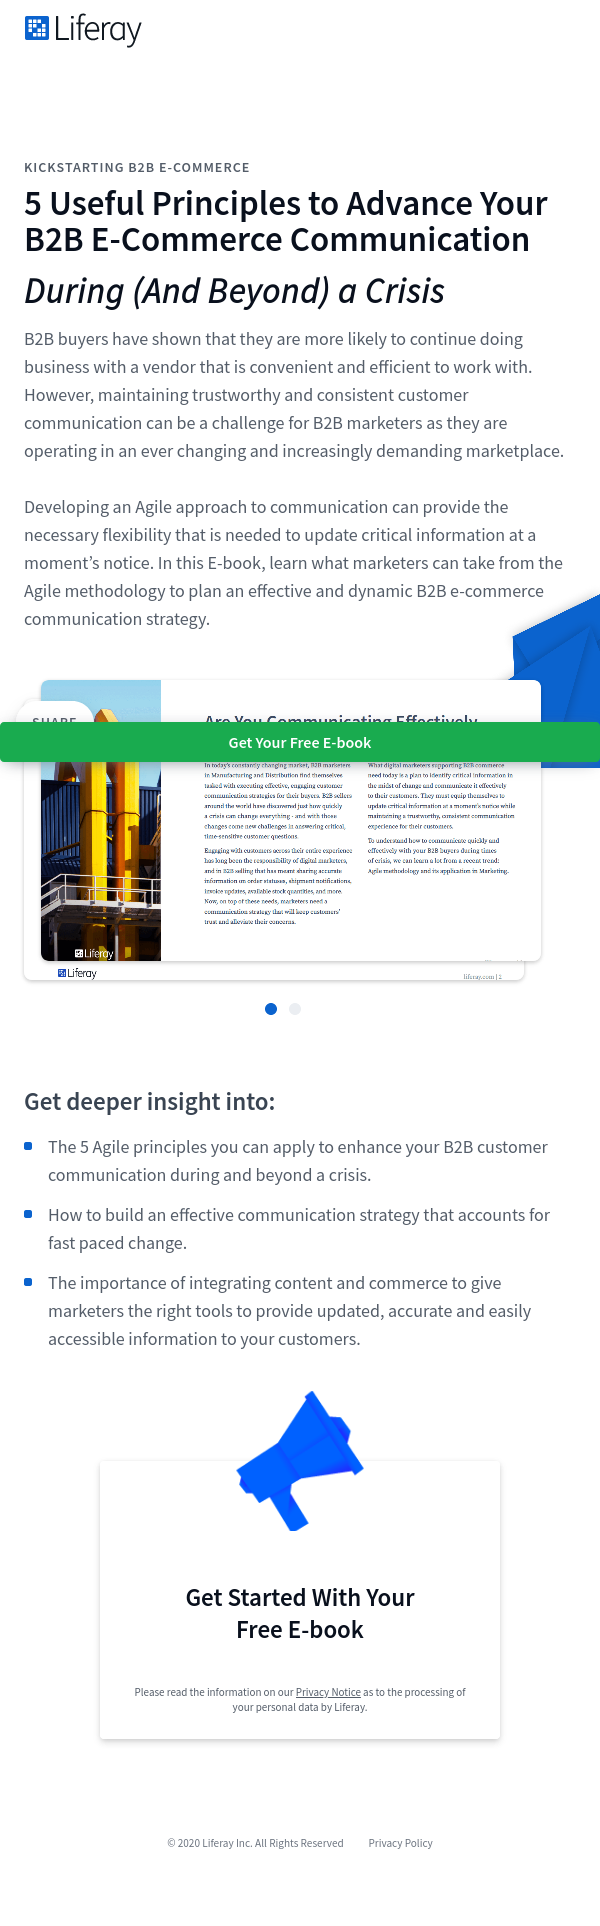 Liferay
KICKSTARTING B2B E-COMMERCE
5 Useful Principles to Advance Your
B2B E-Commerce Communication
During (And Beyond) a Crisis
B2B buyers have shown that they are more likely to continue doing
business with a vendor that is convenient and efficient to work with.
However, maintaining trustworthy and consistent customer
communication can be a challenge for B2B marketers as they are
operating in an ever changing and increasingly demanding marketplace.
Developing an Agile approach to communication can provide the
necessary flexibility that is needed to update critical information at a
moment’s notice. In this E-book, learn what marketers can take from the
Agile methodology to plan an effective and dynamic B2B e-commerce
communication strategy.
SHARE
Are You Communicating Effectively
Get Your Free E-book
In today's constantly changing market, B2B marketers
in Manufacturing and Distribution find themselves
tasked with executing effective, engaging customer
communication strategies for their buyers. B2B sellers
around the world have discovered just how quickly
a crisis can change everything - and with those
changes come new challenges in answering critical,
time-sensitive customer questions.
Engaging with customers across their entire experience
has long been the responsibility of digital marketers,
and in B2B selling that has meant sharing accurate
information on order statuses, shipment notifications,
invoice updates, available stock quantities, and more.
Now, on top of these needs, marketers need a
communication strategy that will keep customers'
trust and alleviate their concerns.
What digital marketers supporting B2B commerce
need today is a plan to identify critical information in
the midst of change and communicate it effectively
to their customers. They must equip themselves to
update critical information at a moment's notice while
maintaining a trustworthy, consistent communication
experience for their customers.
To understand how to communicate quickly and
effectively with your B2B buyers during times
of crisis, we can learn a lot from a recent trend:
Agile methodology and its application in Marketing.
Liferay
Liferay
liferay.com | 2
Get deeper insight into:
The 5 Agile principles you can apply to enhance your B2B customer
communication during and beyond a crisis.
How to build an effective communication strategy that accounts for
fast paced change.
The importance of integrating content and commerce to give
marketers the right tools to provide updated, accurate and easily
accessible information to your customers.
Get Started With Your
Free E-book
Please read the information on our Privacy Notice as to the processing of
your personal data by Liferay.
© 2020 Liferay Inc. All Rights Reserved Privacy Policy